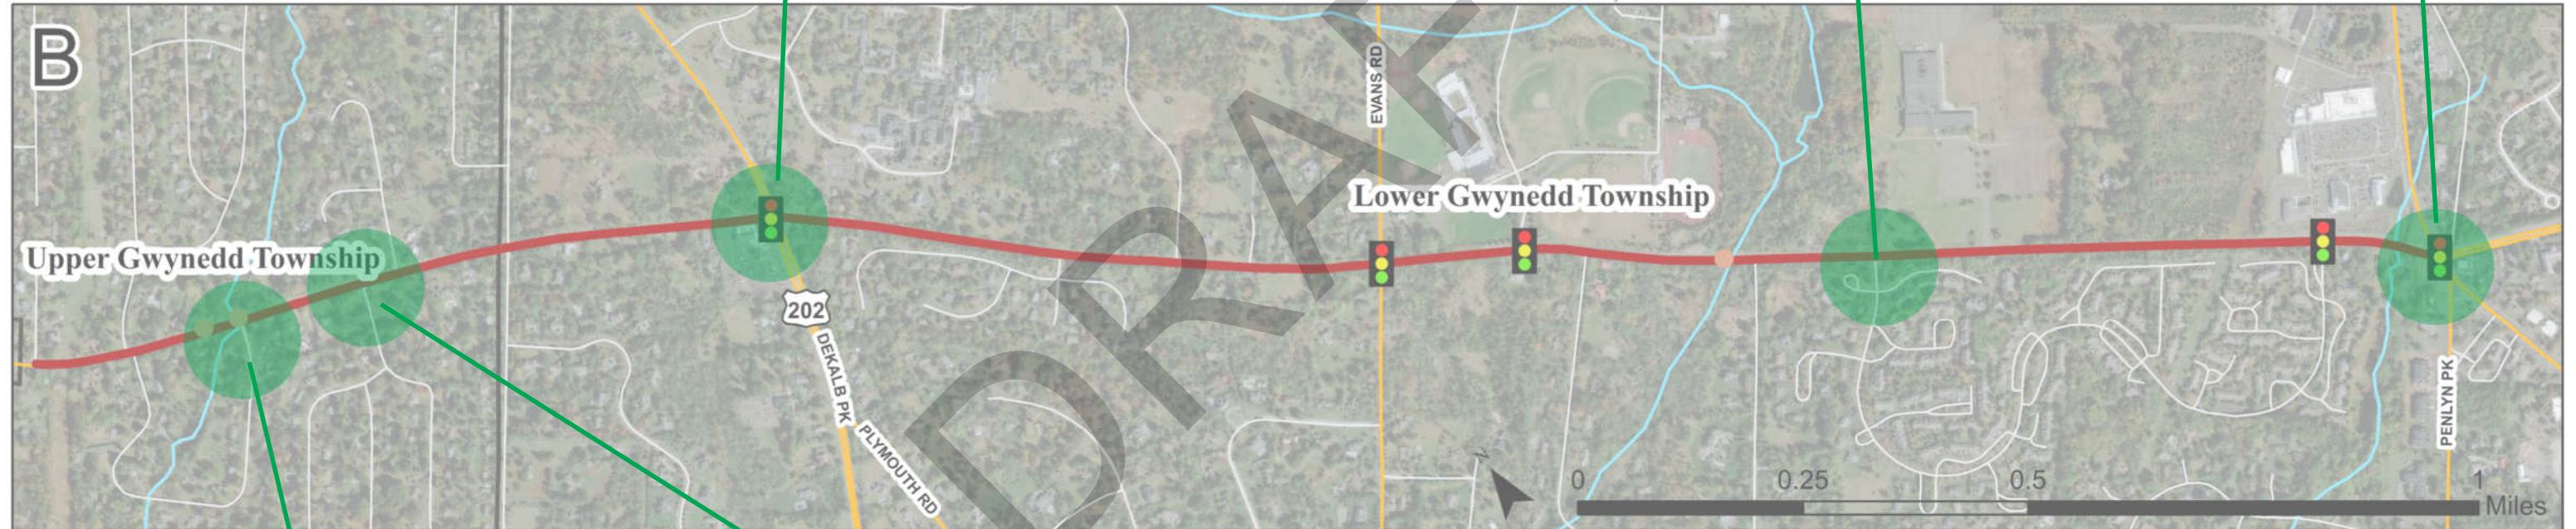 B
EVANS RD
Lower Gwynedd Township
Upper Gwynedd Township
202
DEKALB PK
PLYMOUTH RD
PENLYN PK
DRAF
N
0 0.25 0.5 1
Miles